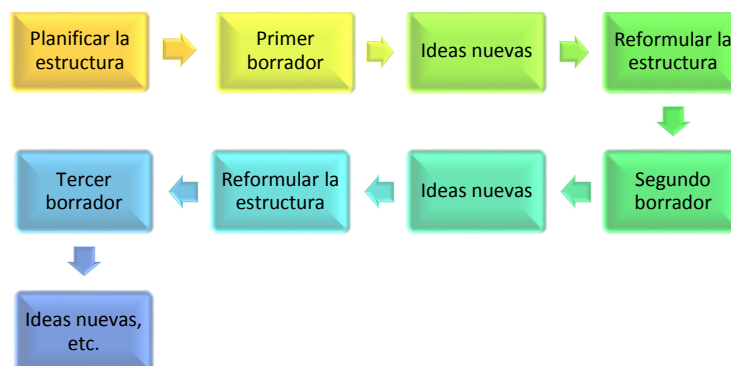 Planificar la
estructura
Primer
borrador
Ideas nuevas
Reformular la
estructura
Segundo
borrador
Ideas nuevas
Reformular la
estructura
Tercer
borrador
Ideas nuevas,
etc.